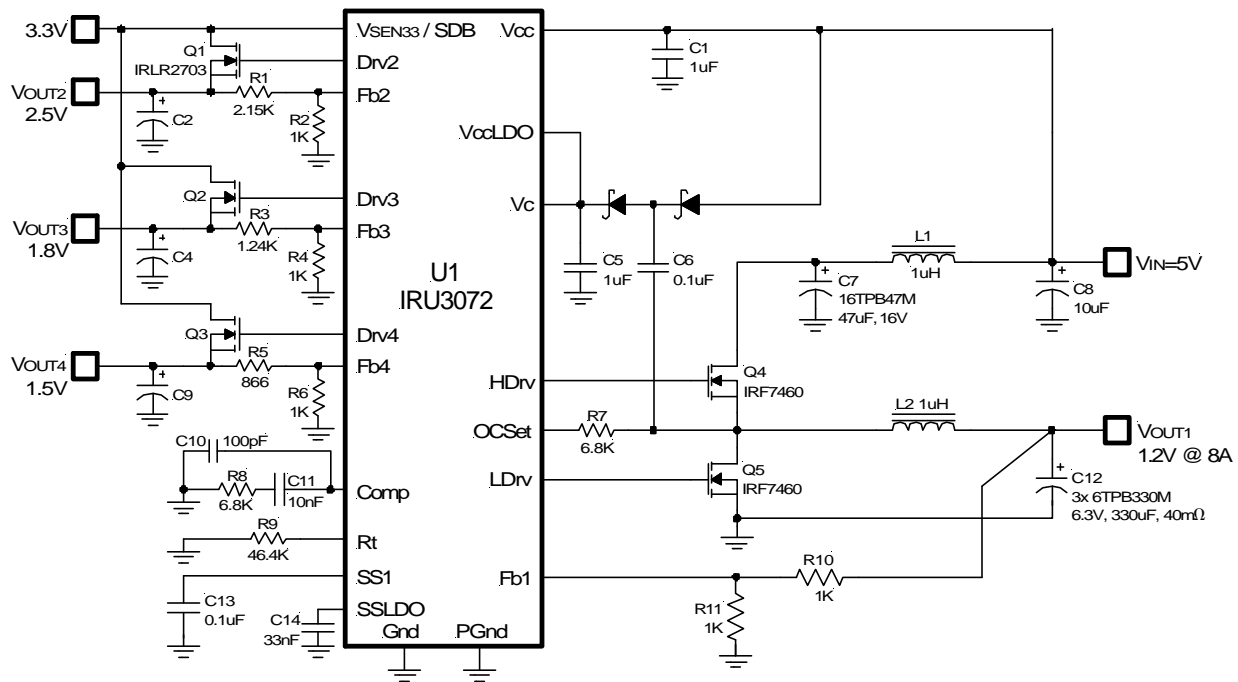 3.3V
VSEN33 / SDB
Vcc
Q1
IRLR2703
Drv2
C1
1uF
VOUT2
2.5V
R1
2.15K
Fb2
C2
R2
1K
VccLDO
Q2
Drv3
Vc
VOUT3
1.8V
R3
1.24K
Fb3
C4
R4
1K
C5
1uF
C6
0.1uF
L1
1uH
VIN=5V
U1
IRU3072
C7
16TPB47M
47uF, 16V
C8
10uF
Q3
Drv4
VOUT4
1.5V
R5
866
Fb4
C9
R6
1K
HDrv
Q4
IRF7460
L2 1uH
OCSet
R7
6.8K
VOUT1
1.2V @ 8A
C10
100pF
LDrv
Q5
IRF7460
C12
3x 6TPB330M
6.3V, 330uF, 40mΩ
R8
6.8K
C11
10nF
Comp
R9
46.4K
Rt
SS1
Fb1
R10
1K
C13
0.1uF
SSLDO
C14
33nF
R11
1K
Gnd
PGnd